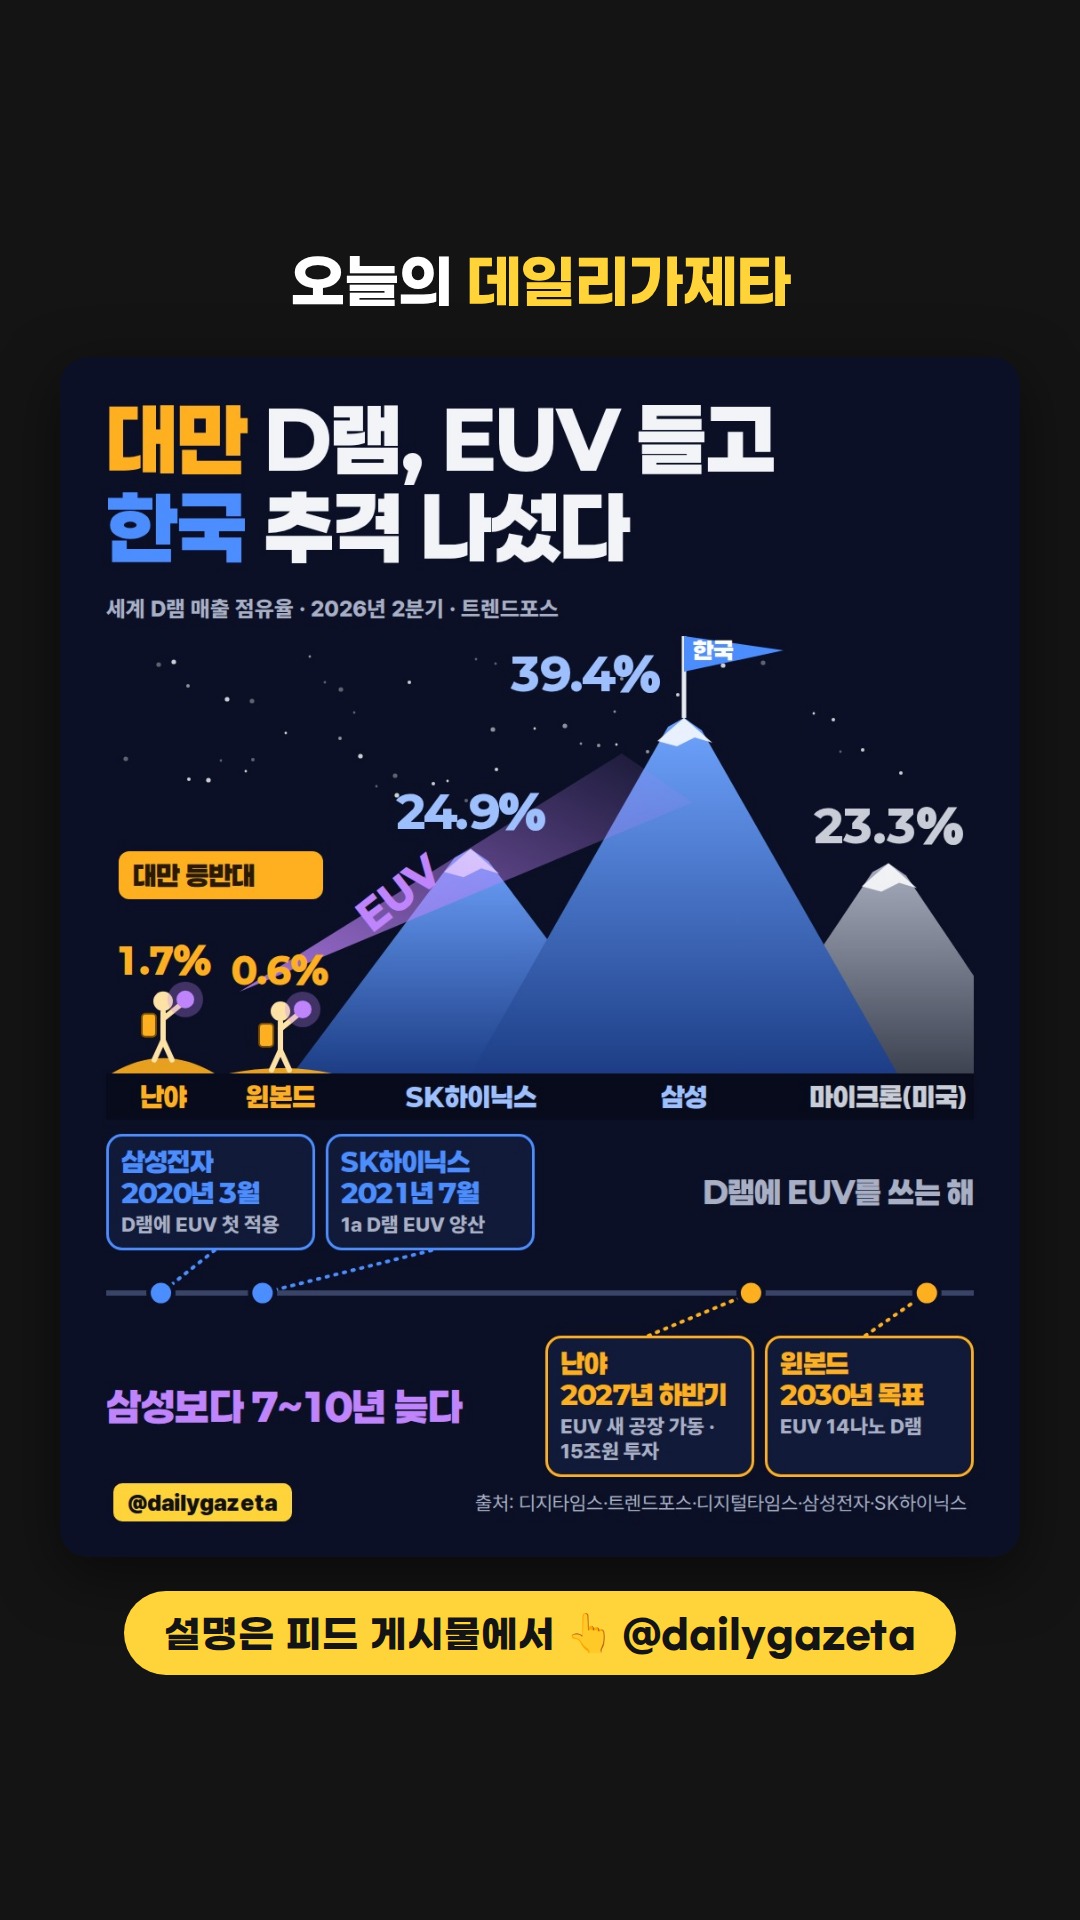 오늘의 데일리가제타
대만 D램, EUV 들고
한국 추격 나섰다
세계 D램 매출 점유율 · 2026년 2분기 · 트렌드포스
한국
39.4%
24.9%
23.3%
EUV
대만 등반대
1.7%
0.6%
난야
윈본드
SK하이닉스
삼성
마이크론(미국)
삼성전자
2020년 3월
D램에 EUV 첫 적용
SK하이닉스
2021년 7월
1a D램 EUV 양산
D램에 EUV를 쓰는 해
난야
2027년 하반기
EUV 새 공장 가동 ·
15조원 투자
윈본드
2030년 목표
EUV 14나노 D램
삼성보다 7~10년 늦다
@dailygazeta
출처: 디지타임스·트렌드포스·디지털타임스·삼성전자·SK하이닉스
설명은 피드 게시물에서 👆 @dailygazeta